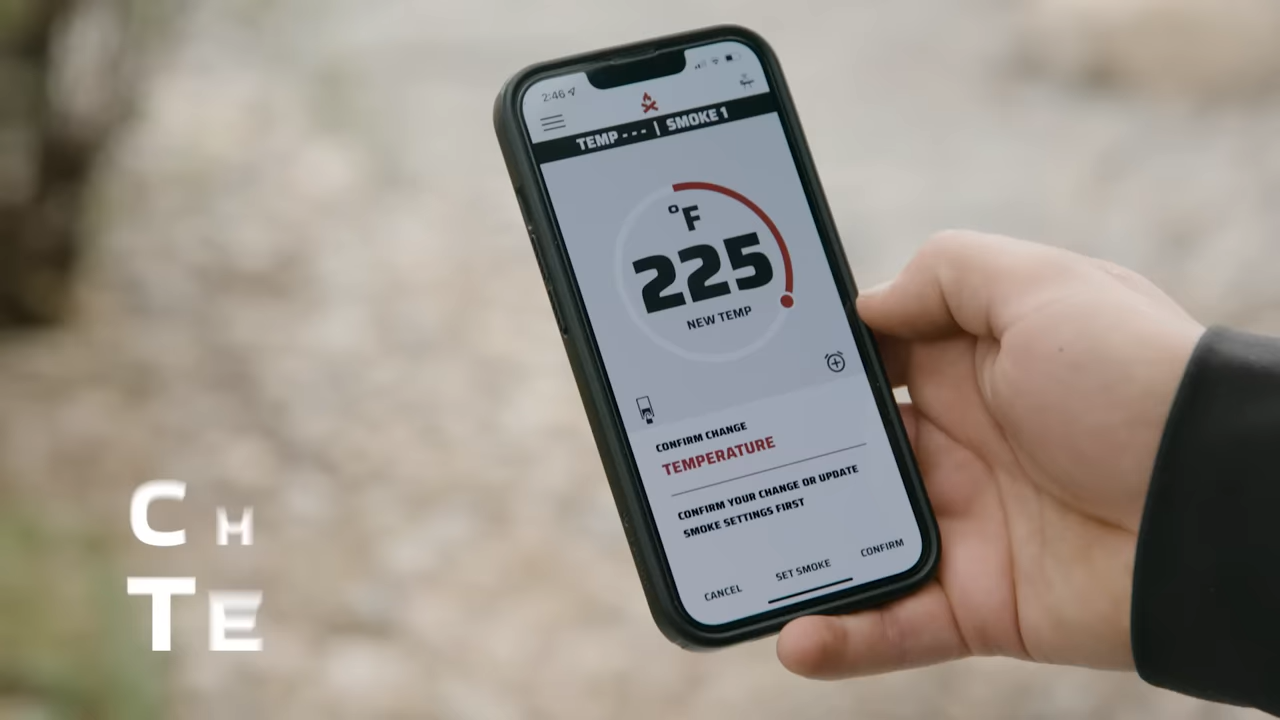 2:46
TEMP - - - | SMOKE 1
°F
225
NEW TEMP
CONFIRM CHANGE
TEMPERATURE
CONFIRM YOUR CHANGE OR UPDATE
SMOKE SETTINGS FIRST
CANCEL SET SMOKE CONFIRM
C H
T E